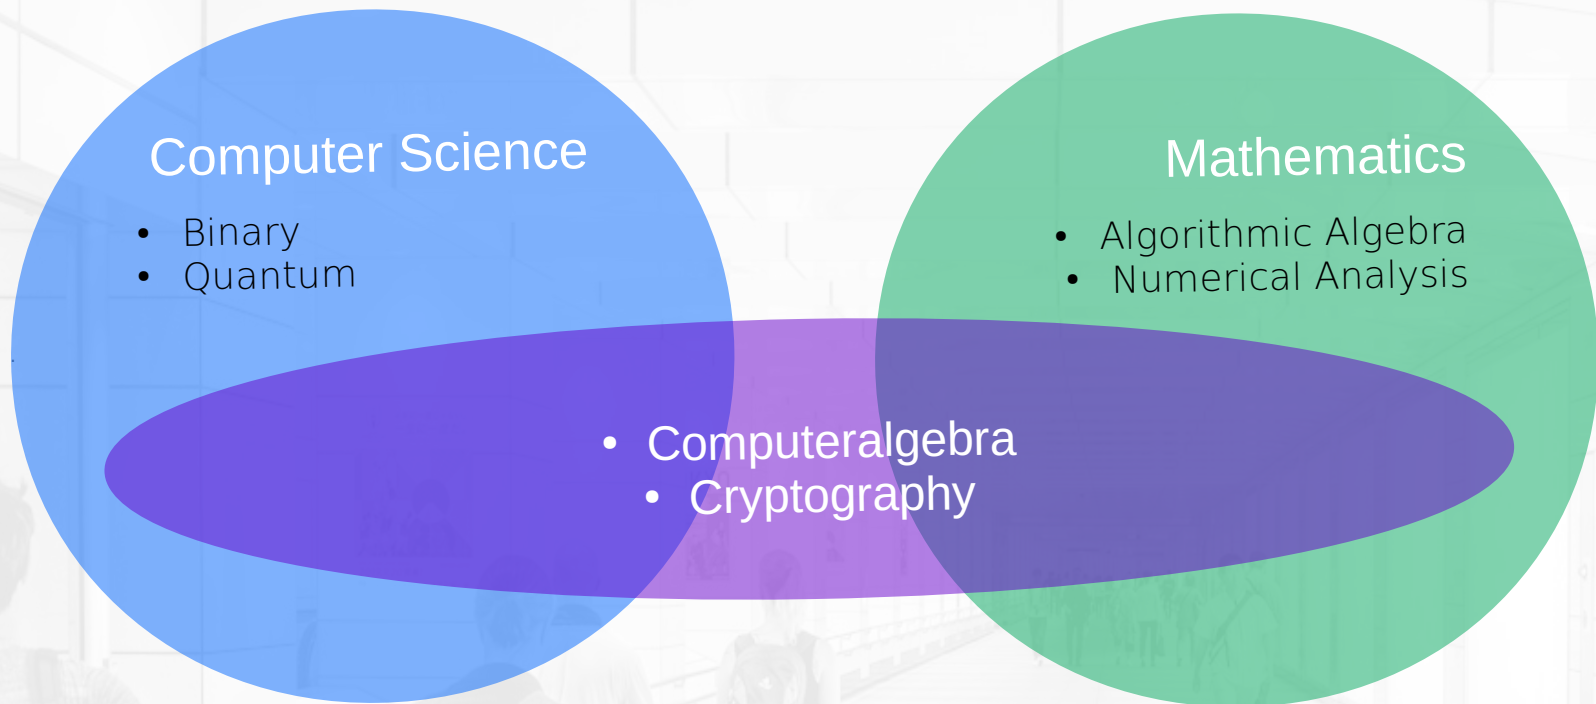 Computer Science
• Binary
• Quantum
Mathematics
• Algorithmic Algebra
• Numerical Analysis
• Computeralgebra
• Cryptography